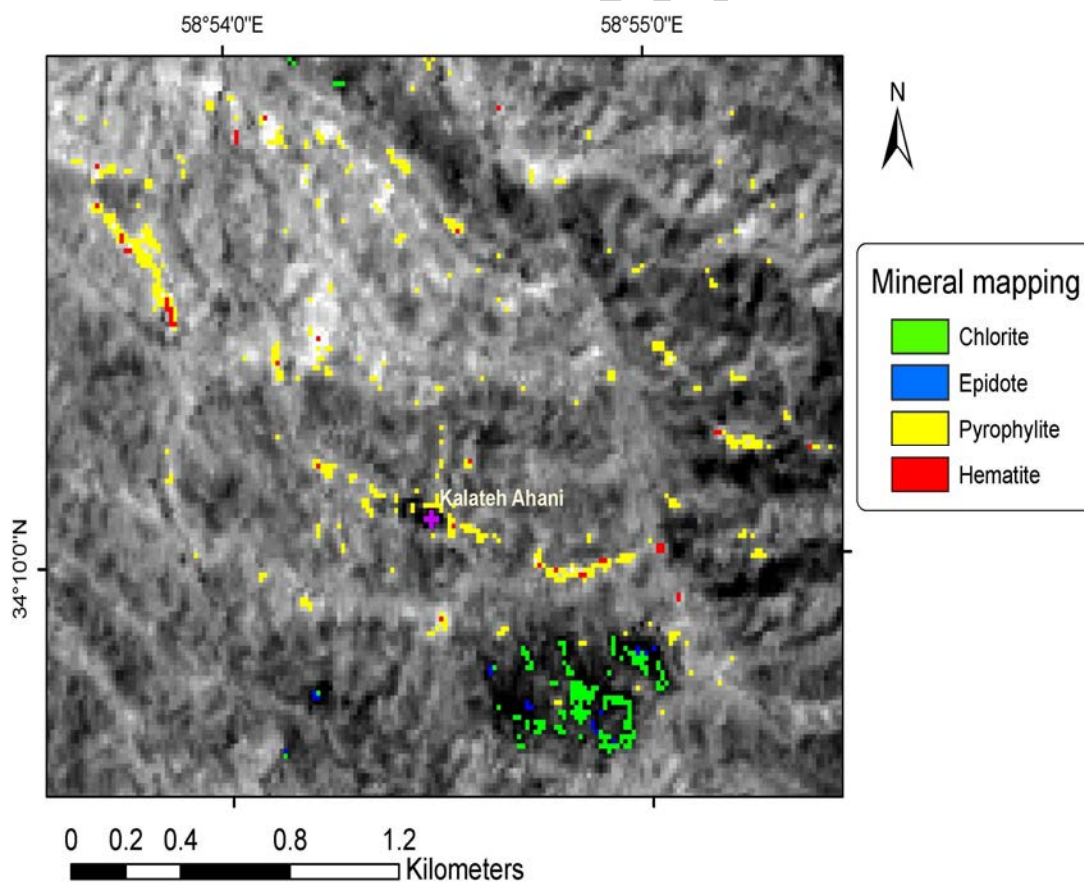 58°54'0"E
58°55'0"E
N
Mineral mapping
Chlorite
Epidote
Pyrophylite
Hematite
Kalateh Ahani
34°10'0"N
0 0.2 0.4 0.8 1.2
Kilometers